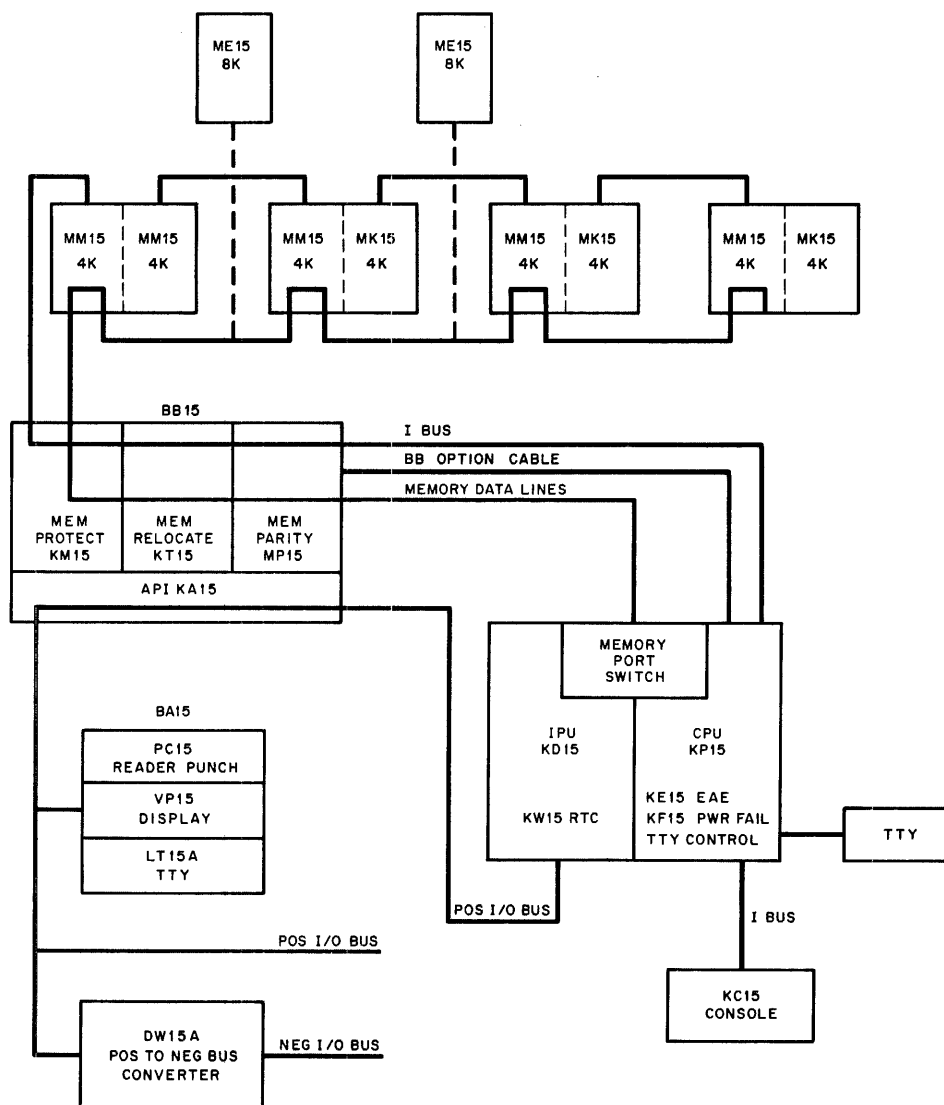 ME15
8K
ME15
8K
MM15
4K
MM15
4K
MM15
4K
MK15
4K
MM15
4K
MK15
4K
MM15
4K
MK15
4K
BB15
I BUS
BB OPTION CABLE
MEMORY DATA LINES
MEM
PROTECT
KM15
MEM
RELOCATE
KT15
MEM
PARITY
MP15
API KA15
MEMORY
PORT
SWITCH
IPU
KD15
CPU
KP15
KW15 RTC
KE15 EAE
KF15 PWR FAIL
TTY CONTROL
TTY
BA15
PC15
READER PUNCH
VP15
DISPLAY
LT15A
TTY
POS I/O BUS
I BUS
POS I/O BUS
KC15
CONSOLE
DW15A
POS TO NEG BUS
CONVERTER
NEG I/O BUS